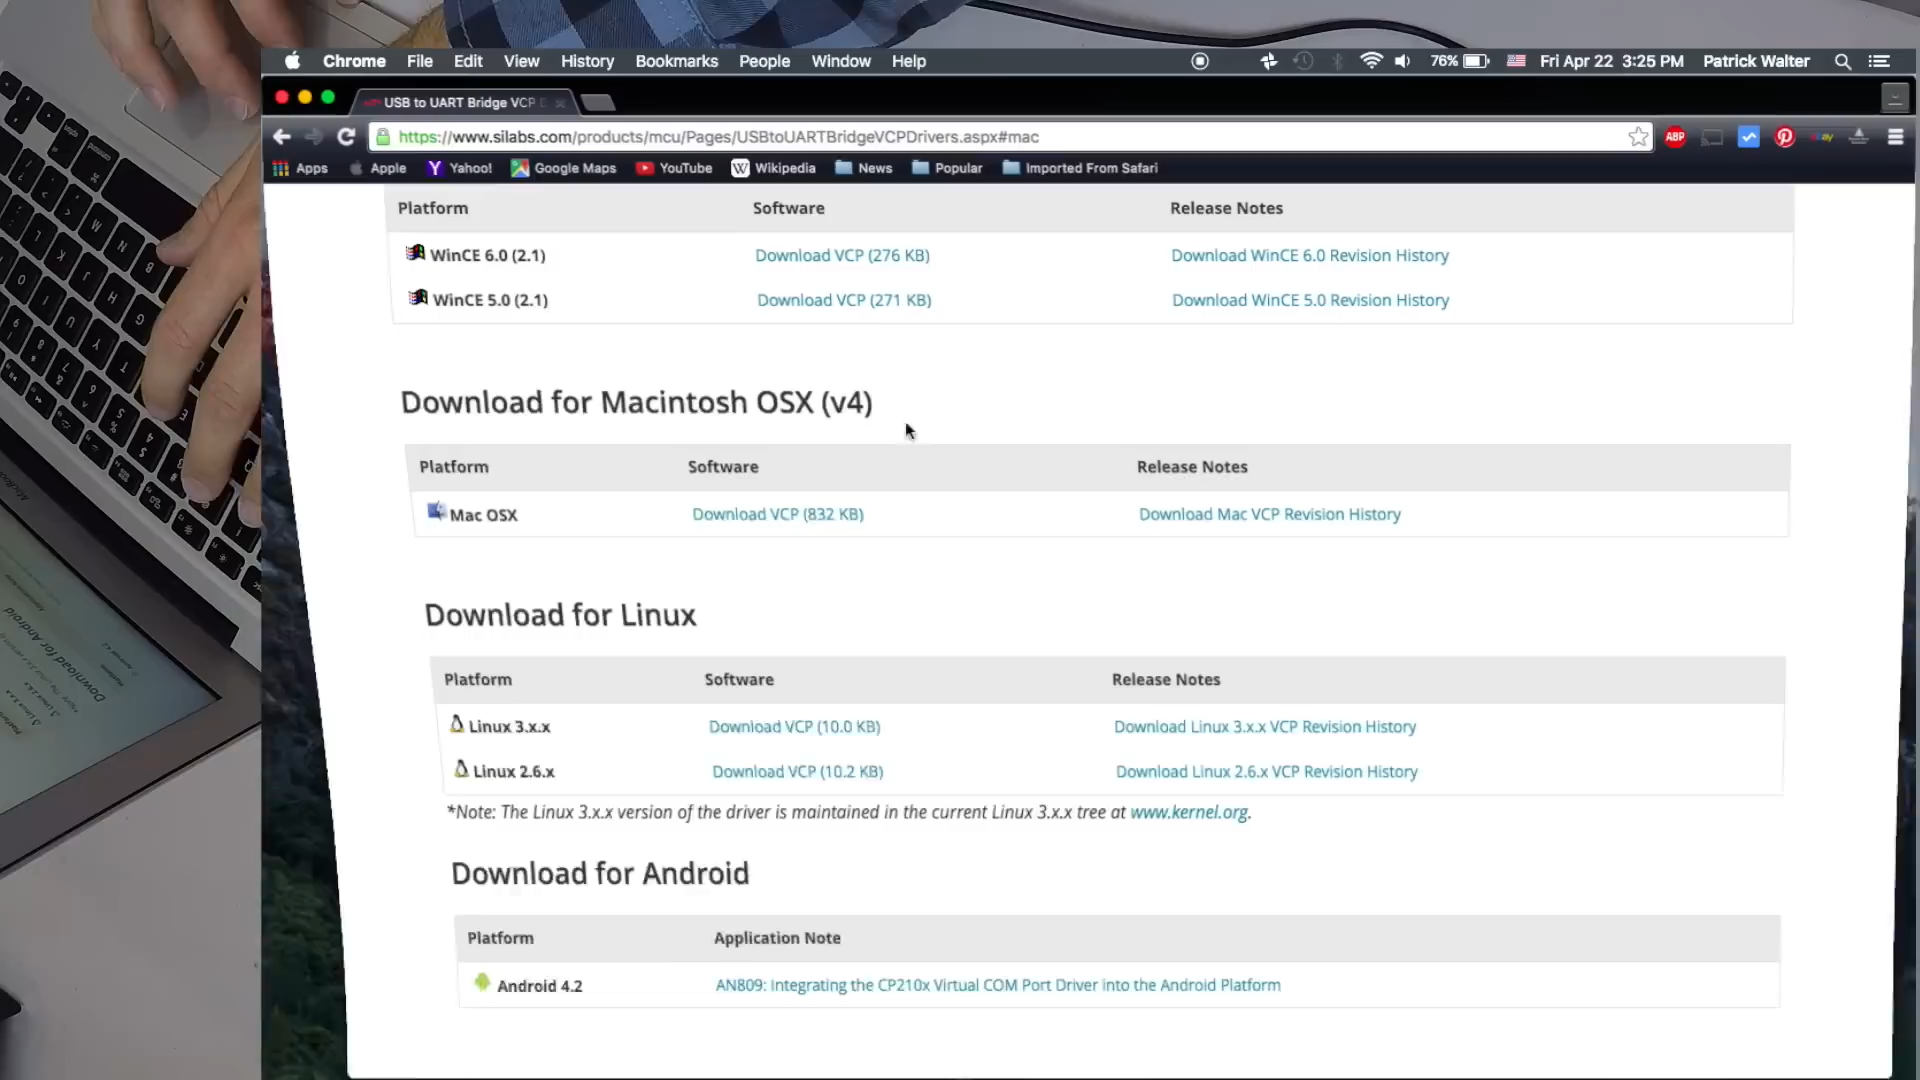 Chrome File Edit View History Bookmarks People Window Help 76% Fri Apr 22 3:25 PM Patrick Walter
USB to UART Bridge VCP
https://www.silabs.com/products/mcu/Pages/USBtoUARTBridgeVCPDrivers.aspx#mac ABP
Apps Apple Yahoo! Google Maps YouTube Wikipedia News Popular Imported From Safari
Platform Software Release Notes
WinCE 6.0 (2.1) Download VCP (276 KB) Download WinCE 6.0 Revision History
WinCE 5.0 (2.1) Download VCP (271 KB) Download WinCE 5.0 Revision History
Download for Macintosh OSX (v4)
Platform Software Release Notes
Mac OSX Download VCP (832 KB) Download Mac VCP Revision History
Download for Linux
Platform Software Release Notes
Linux 3.x.x Download VCP (10.0 KB) Download Linux 3.x.x VCP Revision History
Linux 2.6.x Download VCP (10.2 KB) Download Linux 2.6.x VCP Revision History
*Note: The Linux 3.x.x version of the driver is maintained in the current Linux 3.x.x tree at www.kernel.org.
Download for Android
Platform Application Note
Android 4.2 AN809: Integrating the CP210x Virtual COM Port Driver into the Android Platform
Download for Android